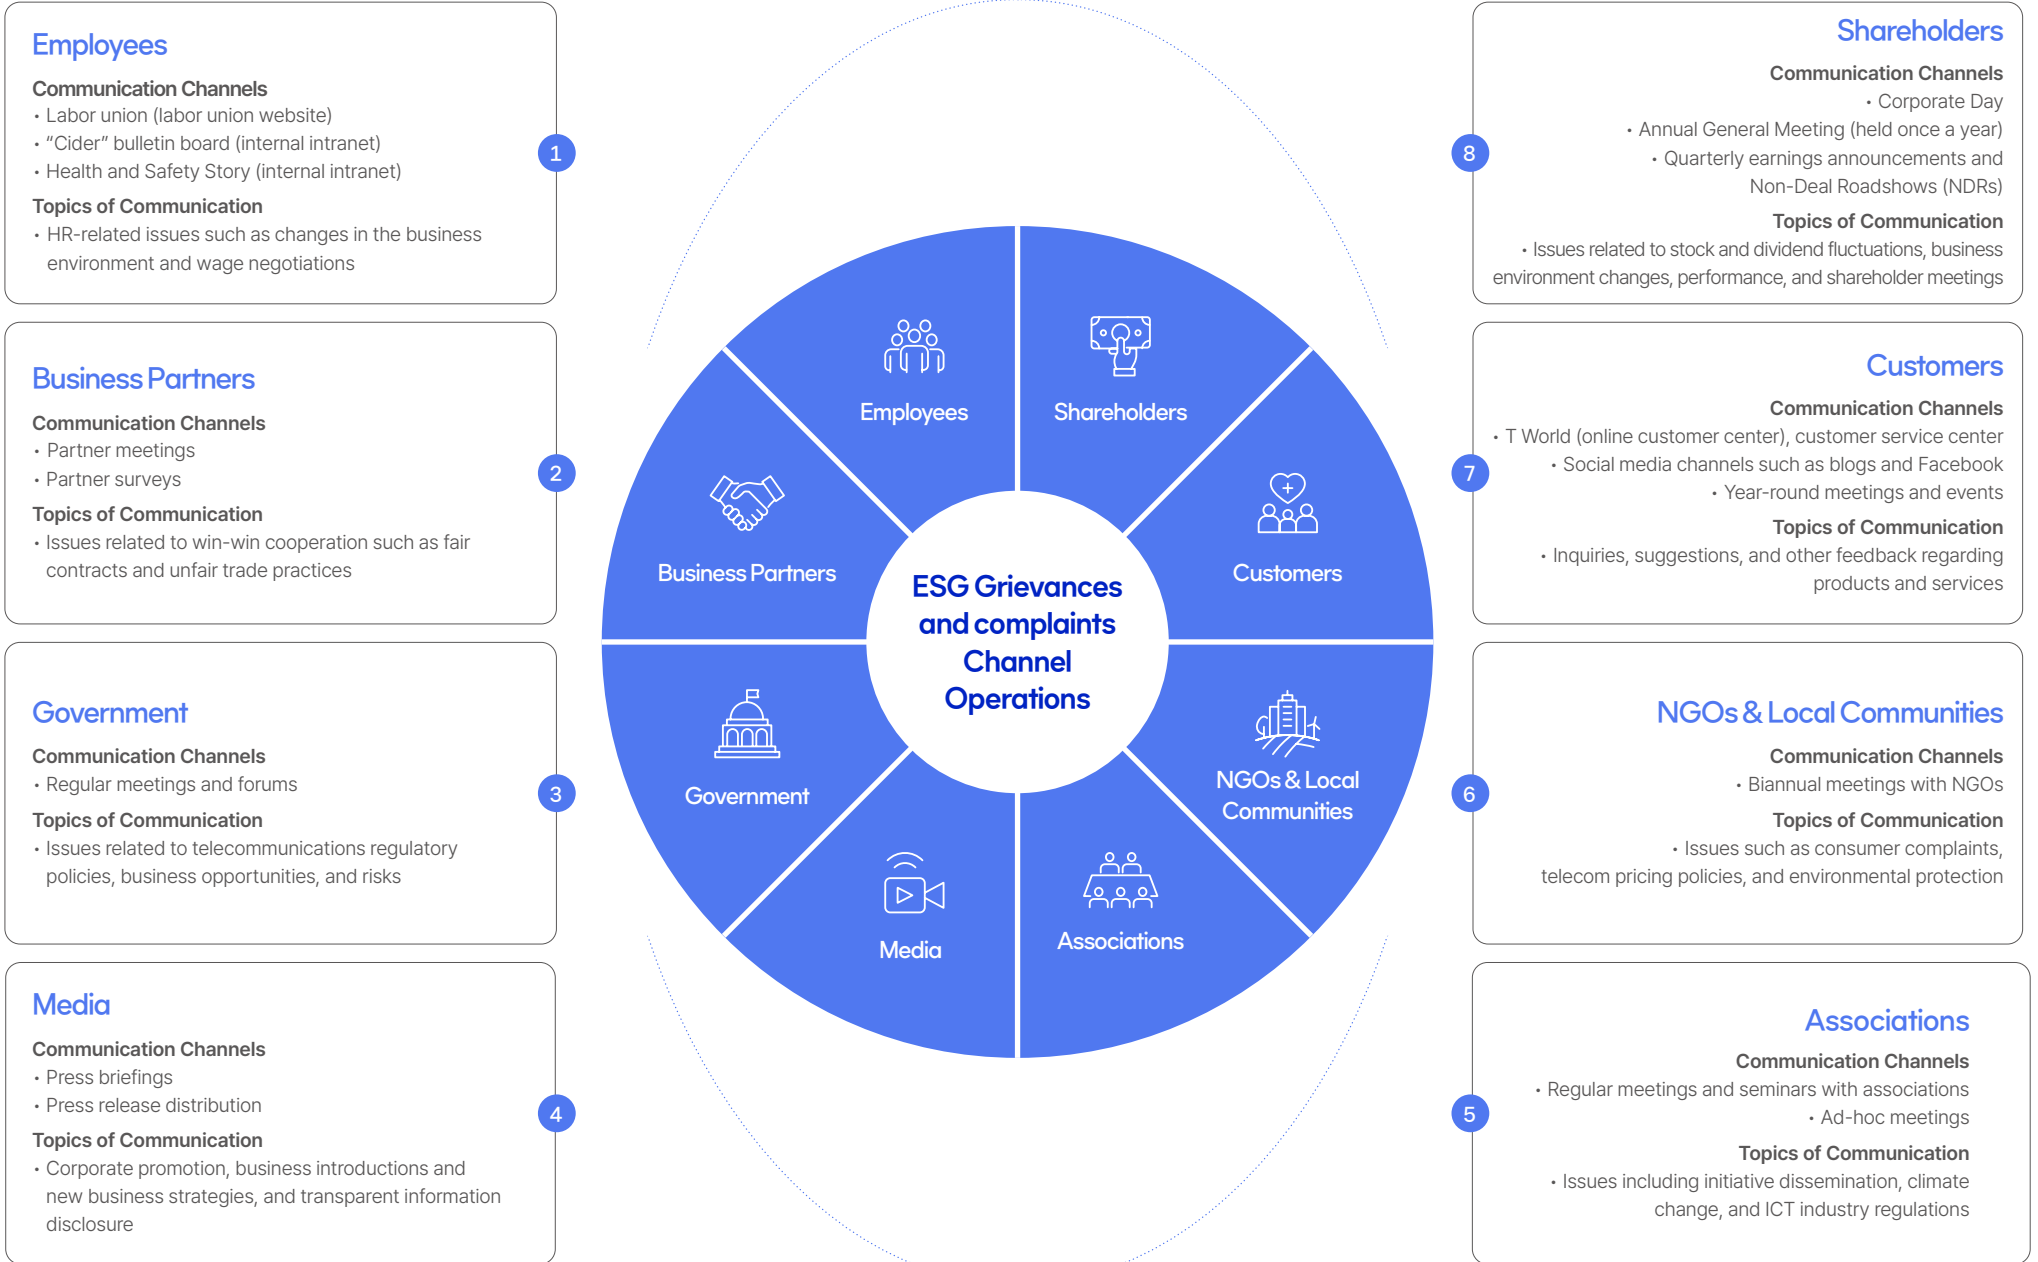 Employees
Communication Channels
• Labor union (labor union website)
• “Cider” bulletin board (internal intranet)
• Health and Safety Story (internal intranet)
Topics of Communication
• HR-related issues such as changes in the business
environment and wage negotiations
1
Business Partners
Communication Channels
• Partner meetings
• Partner surveys
Topics of Communication
• Issues related to win-win cooperation such as fair
contracts and unfair trade practices
2
Government
Communication Channels
• Regular meetings and forums
Topics of Communication
• Issues related to telecommunications regulatory
policies, business opportunities, and risks
3
Media
Communication Channels
• Press briefings
• Press release distribution
Topics of Communication
• Corporate promotion, business introductions and
new business strategies, and transparent information
disclosure
4
Employees
Shareholders
Business Partners
Customers
ESG Grievances
and complaints
Channel
Operations
Government
NGOs & Local
Communities
Media
Associations
Shareholders
Communication Channels
• Corporate Day
• Annual General Meeting (held once a year)
• Quarterly earnings announcements and
Non-Deal Roadshows (NDRs)
Topics of Communication
• Issues related to stock and dividend fluctuations, business
environment changes, performance, and shareholder meetings
8
Customers
Communication Channels
• T World (online customer center), customer service center
• Social media channels such as blogs and Facebook
• Year-round meetings and events
Topics of Communication
• Inquiries, suggestions, and other feedback regarding
products and services
7
NGOs & Local Communities
Communication Channels
• Biannual meetings with NGOs
Topics of Communication
• Issues such as consumer complaints,
telecom pricing policies, and environmental protection
6
Associations
Communication Channels
• Regular meetings and seminars with associations
• Ad-hoc meetings
Topics of Communication
• Issues including initiative dissemination, climate
change, and ICT industry regulations
5